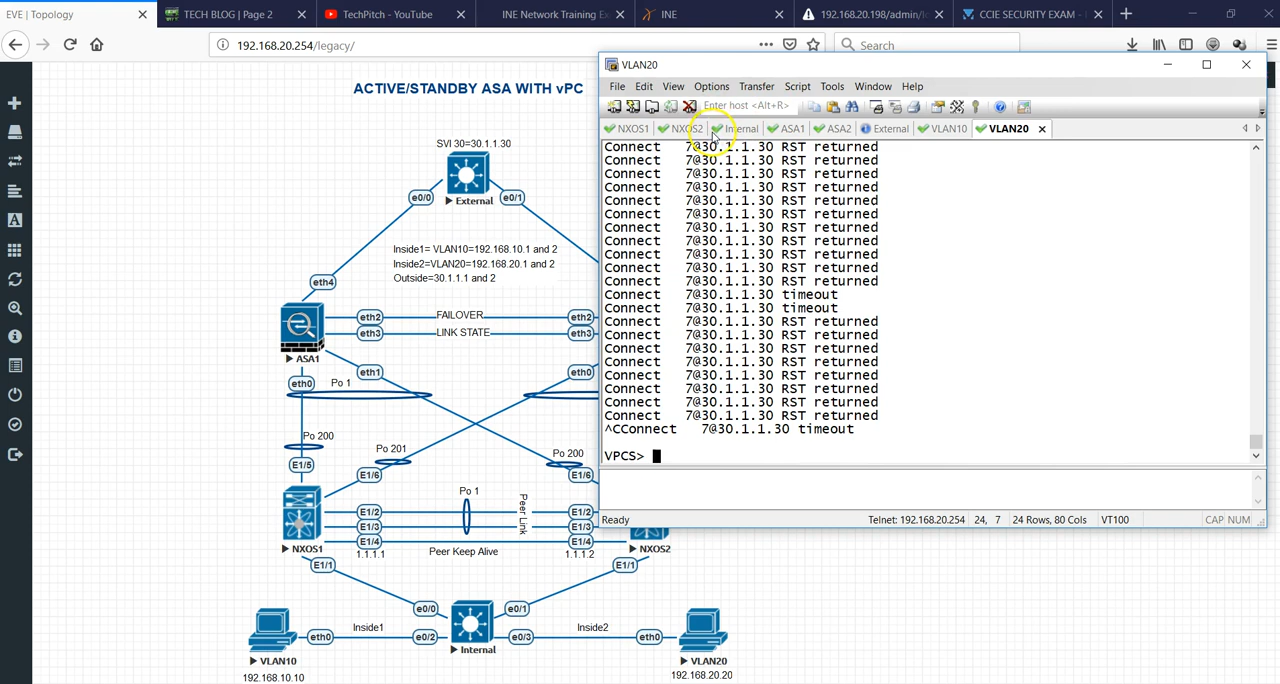 EVE | Topology
TECH BLOG | Page 2
TechPitch - YouTube
INE Network Training Ex
INE
192.168.20.198/admin/l
CCIE SECURITY EXAM -
192.168.20.254/legacy/
Search
ACTIVE/STANDBY ASA WITH vPC
SVI 30=30.1.1.30
e0/0
External
e0/1
Inside1= VLAN10=192.168.10.1 and 2
Inside2=VLAN20=192.168.20.1 and 2
Outside=30.1.1.1 and 2
eth4
eth2
FAILOVER
eth2
eth3
LINK STATE
eth3
ASA1
eth1
eth0
eth0
Po 1
Po 200
Po 201
Po 200
E1/5
E1/6
E1/6
Po 1
Peer Link
E1/2
E1/2
E1/3
E1/3
E1/4
E1/4
NXOS1
1.1.1.1
Peer Keep Alive
1.1.1.2
NXOS2
E1/1
E1/1
e0/0
e0/1
Inside1
Inside2
eth0
e0/2
e0/3
eth0
VLAN10
Internal
VLAN20
192.168.10.10
192.168.20.20
VLAN20
File Edit View Options Transfer Script Tools Window Help
Enter host <Alt+R>
NXOS1
NXOS2
Internal
ASA1
ASA2
External
VLAN10
VLAN20
Connect   7@30.1.1.30 RST returned
Connect   7@30.1.1.30 RST returned
Connect   7@30.1.1.30 RST returned
Connect   7@30.1.1.30 RST returned
Connect   7@30.1.1.30 RST returned
Connect   7@30.1.1.30 RST returned
Connect   7@30.1.1.30 RST returned
Connect   7@30.1.1.30 RST returned
Connect   7@30.1.1.30 RST returned
Connect   7@30.1.1.30 RST returned
Connect   7@30.1.1.30 RST returned
Connect   7@30.1.1.30 timeout
Connect   7@30.1.1.30 timeout
Connect   7@30.1.1.30 RST returned
Connect   7@30.1.1.30 RST returned
Connect   7@30.1.1.30 RST returned
Connect   7@30.1.1.30 RST returned
Connect   7@30.1.1.30 RST returned
Connect   7@30.1.1.30 RST returned
Connect   7@30.1.1.30 RST returned
Connect   7@30.1.1.30 RST returned
^CConnect   7@30.1.1.30 timeout
VPCS>
Ready
Telnet: 192.168.20.254
24, 7
24 Rows, 80 Cols
VT100
CAP NUM